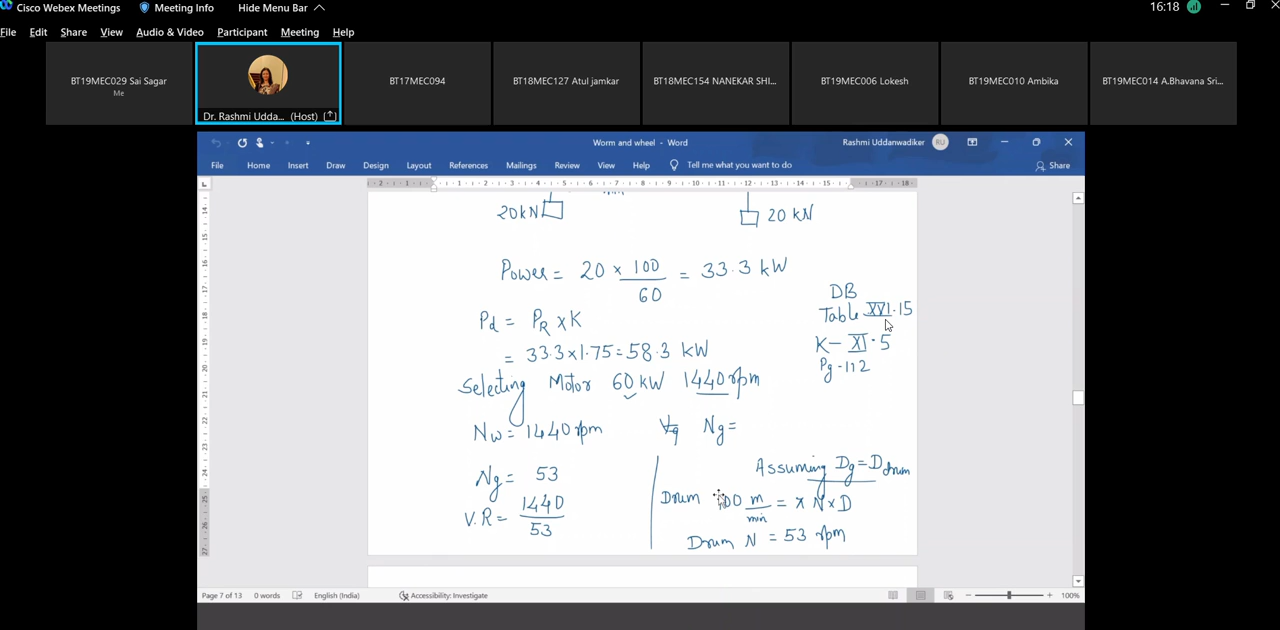 Cisco Webex Meetings Meeting Info Hide Menu Bar 16:18
File Edit Share View Audio & Video Participant Meeting Help
BT19MEC029 Sai Sagar
Me
Dr. Rashmi Udda... (Host)
BT17MEC094
BT18MEC127 Atul jamkar
BT18MEC154 NANEKAR SHI...
BT19MEC006 Lokesh
BT19MEC010 Ambika
BT19MEC014 A.Bhavana Sri...
Worm and wheel - Word Rashmi Uddanwadiker RU
File Home Insert Draw Design Layout References Mailings Review View Help Tell me what you want to do Share
20kN 20 kN
Power = 20 × 100/60 = 33.3 kW
DB
Table XVI.15
K- XI.5
Pg-112
Pd = PR × K
= 33.3×1.75 = 58.3 kW
Selecting Motor 60 kW 1440 rpm
Nw = 1440 rpm Ng =
Ng = 53
V.R = 1440/53
Assuming Dg = D drum
Drum 100 m/min = π N × D
Drum N = 53 rpm
Page 7 of 13 0 words English (India) Accessibility: Investigate 100%